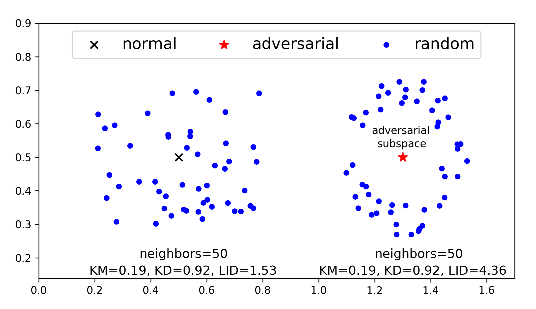 0.9
0.8
0.7
0.6
0.5
0.4
0.3
0.2
normal adversarial random
adversarial
subspace
neighbors=50 neighbors=50
KM=0.19, KD=0.92, LID=1.53 KM=0.19, KD=0.92, LID=4.36
0.0 0.2 0.4 0.6 0.8 1.0 1.2 1.4 1.6